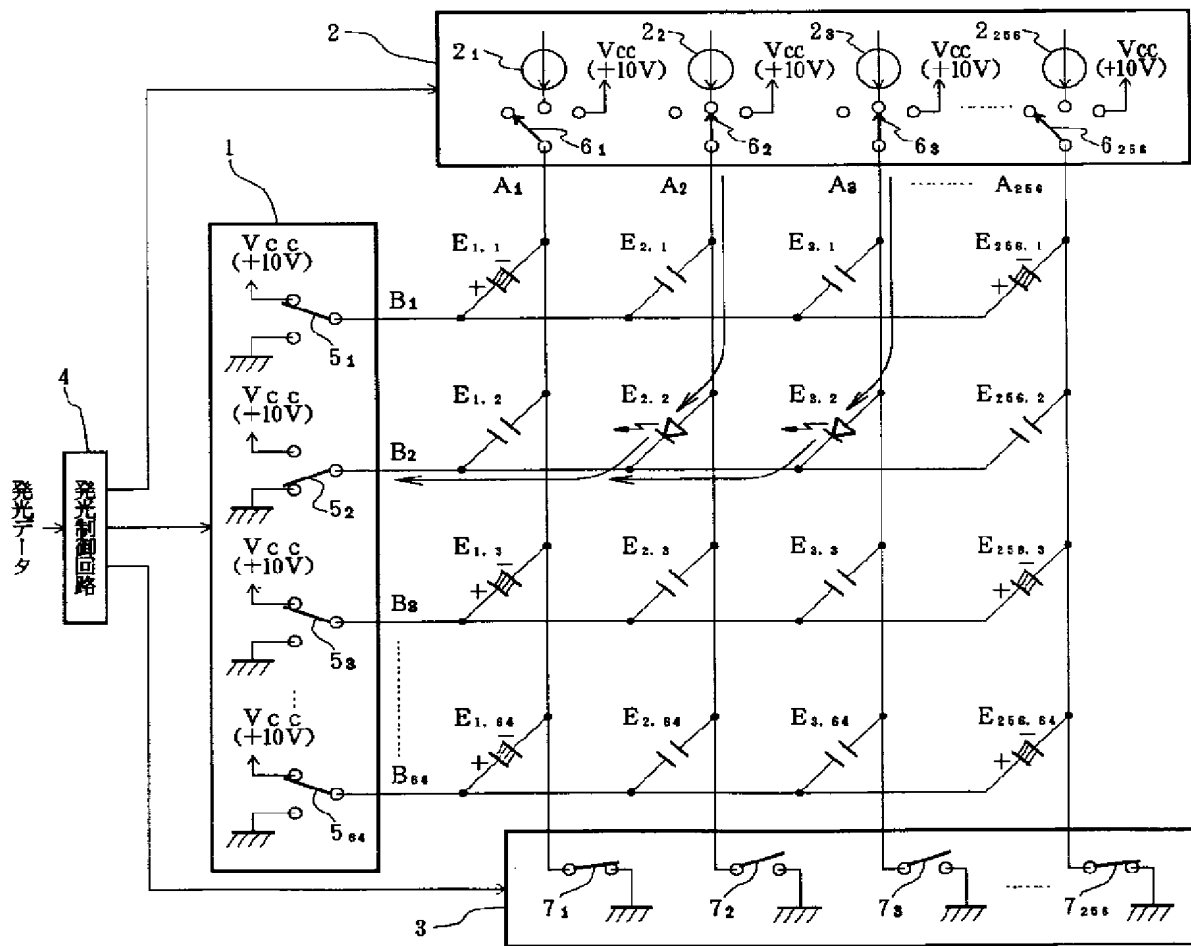 2
2₁
VCC
(+10V)
2₂
VCC
(+10V)
2₃
VCC
(+10V)
2₂₅₆
VCC
(+10V)
6₁
6₂
6₃
6₂₅₆
A₁
A₂
A₃
A₂₅₆
1
VCC
(+10V)
5₁
B₁
E₁.₁
E₂.₁
E₃.₁
E₂₅₆.₁
+
−
+
−
4
発光データ
発光制御回路
VCC
(+10V)
5₂
B₂
E₁.₂
E₂.₂
E₃.₂
E₂₅₆.₂
VCC
(+10V)
5₃
B₃
E₁.₃
E₂.₃
E₃.₃
E₂₅₆.₃
+
−
+
−
VCC
(+10V)
5₆₄
B₆₄
E₁.₆₄
E₂.₆₄
E₃.₆₄
E₂₅₆.₆₄
+
−
+
−
3
7₁
7₂
7₃
7₂₅₆